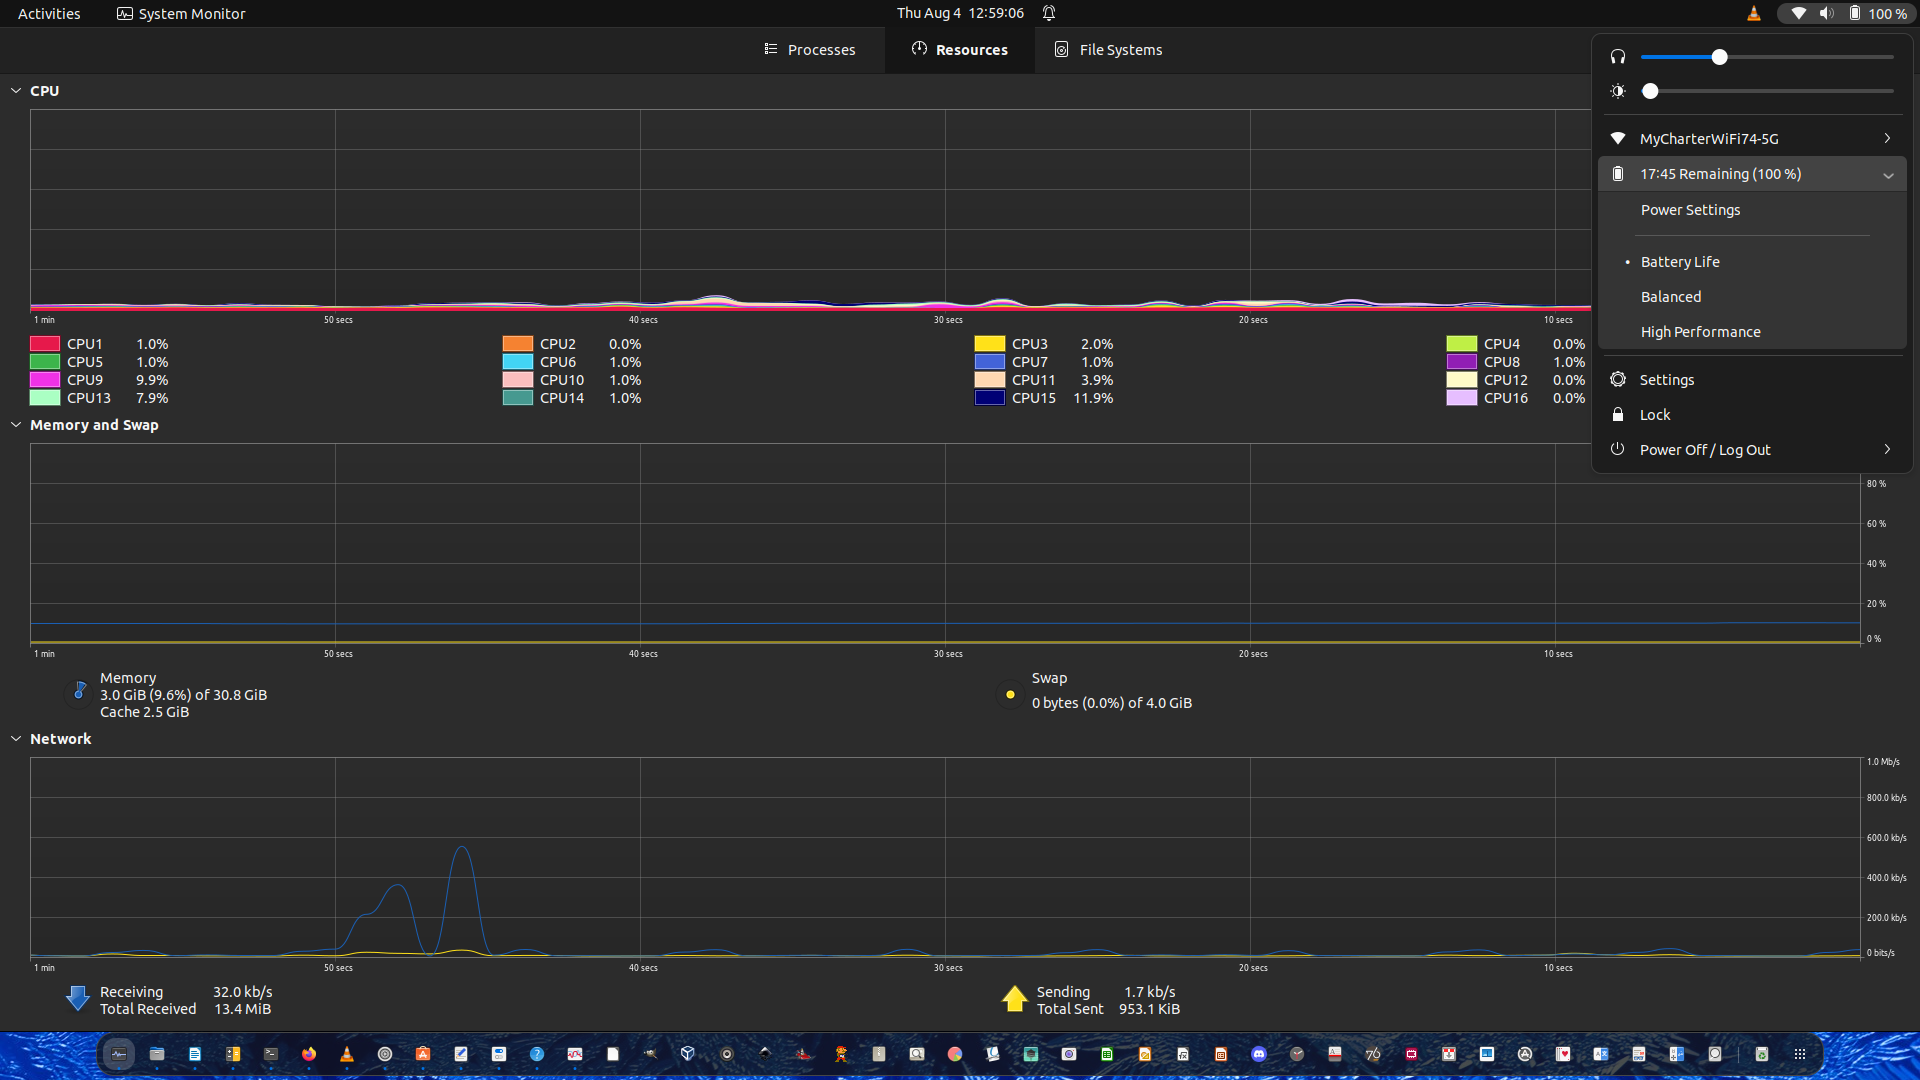 Activities
System Monitor
Thu Aug 4 12:59:06
100 %
Processes
Resources
File Systems
CPU
1 min
50 secs
40 secs
30 secs
20 secs
10 secs
CPU1 1.0%
CPU2 0.0%
CPU3 2.0%
CPU4 0.0%
CPU5 1.0%
CPU6 1.0%
CPU7 1.0%
CPU8 1.0%
CPU9 9.9%
CPU10 1.0%
CPU11 3.9%
CPU12 0.0%
CPU13 7.9%
CPU14 1.0%
CPU15 11.9%
CPU16 0.0%
MyCharterWiFi74-5G
17:45 Remaining (100 %)
Power Settings
Battery Life
Balanced
High Performance
Settings
Lock
Power Off / Log Out
Memory and Swap
80 %
60 %
40 %
20 %
0 %
1 min
50 secs
40 secs
30 secs
20 secs
10 secs
Memory
3.0 GiB (9.6%) of 30.8 GiB
Cache 2.5 GiB
Swap
0 bytes (0.0%) of 4.0 GiB
Network
1.0 Mb/s
800.0 kb/s
600.0 kb/s
400.0 kb/s
200.0 kb/s
0 bits/s
1 min
50 secs
40 secs
30 secs
20 secs
10 secs
Receiving 32.0 kb/s
Total Received 13.4 MiB
Sending 1.7 kb/s
Total Sent 953.1 KiB